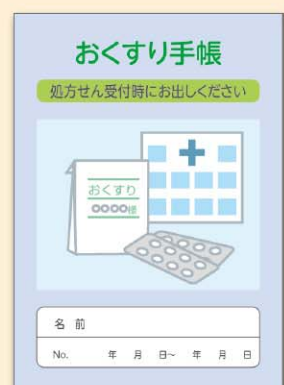 おくすり手帳
処方せん受付時にお出しください
おくすり
○○○○様
名 前
No. 年 月 日~ 年 月 日